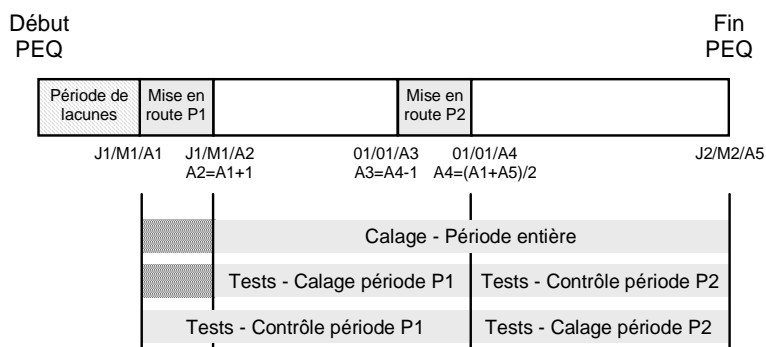 Début
PEQ
Fin
PEQ
Période de
lacunes
Mise en
route P1
Mise en
route P2
J1/M1/A1
J1/M1/A2
A2=A1+1
01/01/A3
A3=A4-1
01/01/A4
A4=(A1+A5)/2
J2/M2/A5
Calage - Période entière
Tests - Calage période P1
Tests - Contrôle période P2
Tests - Contrôle période P1
Tests - Calage période P2